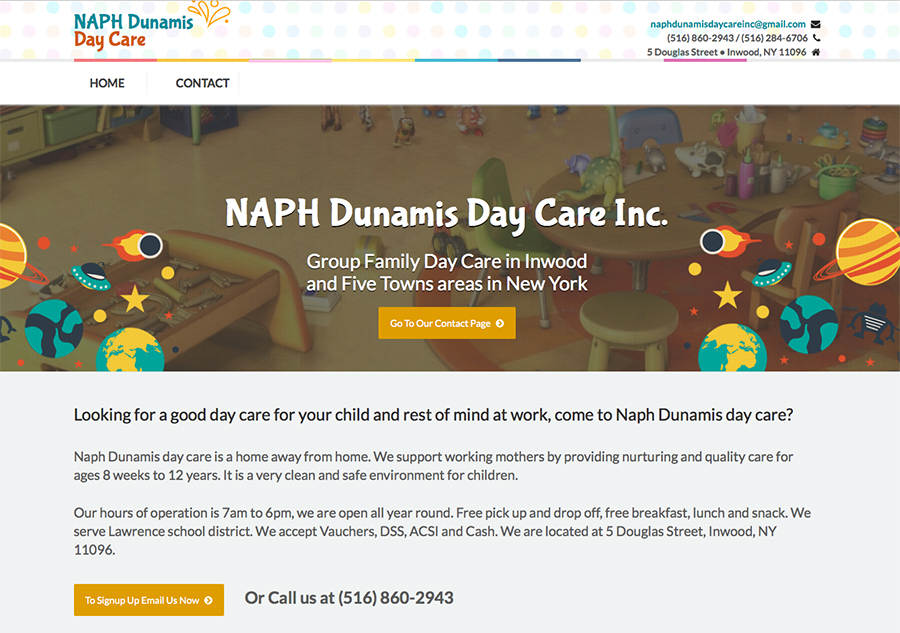 NAPH Dunamis
Day Care
naphdunamisdaycareinc@gmail.com
(516) 860-2943 / (516) 284-6706
5 Douglas Street ● Inwood, NY 11096
HOME
CONTACT
NAPH Dunamis Day Care Inc.
Group Family Day Care in Inwood
and Five Towns areas in New York
Go To Our Contact Page
Looking for a good day care for your child and rest of mind at work, come to Naph Dunamis day care?
Naph Dunamis day care is a home away from home. We support working mothers by providing nurturing and quality care for
ages 8 weeks to 12 years. It is a very clean and safe environment for children.
Our hours of operation is 7am to 6pm, we are open all year round. Free pick up and drop off, free breakfast, lunch and snack. We
serve Lawrence school district. We accept Vauchers, DSS, ACSI and Cash. We are located at 5 Douglas Street, Inwood, NY
11096.
To Signup Up Email Us Now
Or Call us at (516) 860-2943